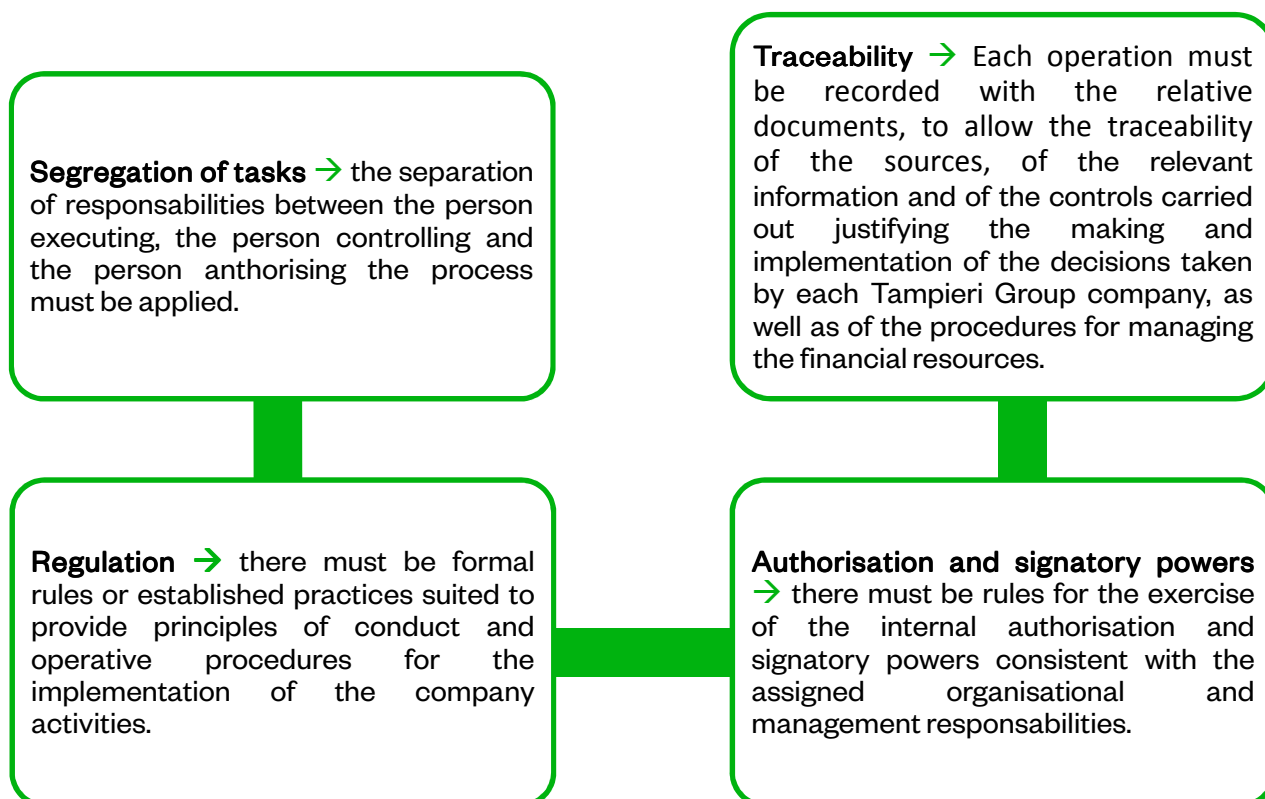 Segregation of tasks → the separation
of responsabilities between the person
executing, the person controlling and
the person anthorising the process
must be applied.
Regulation → there must be formal
rules or established practices suited to
provide principles of conduct and
operative procedures for the
implementation of the company
activities.
Authorisation and signatory powers
→ there must be rules for the exercise
of the internal authorisation and
signatory powers consistent with the
assigned organisational and
management responsabilities.
Traceability → Each operation must
be recorded with the relative
documents, to allow the traceability
of the sources, of the relevant
information and of the controls carried
out justifying the making and
implementation of the decisions taken
by each Tampieri Group company, as
well as of the procedures for managing
the financial resources.